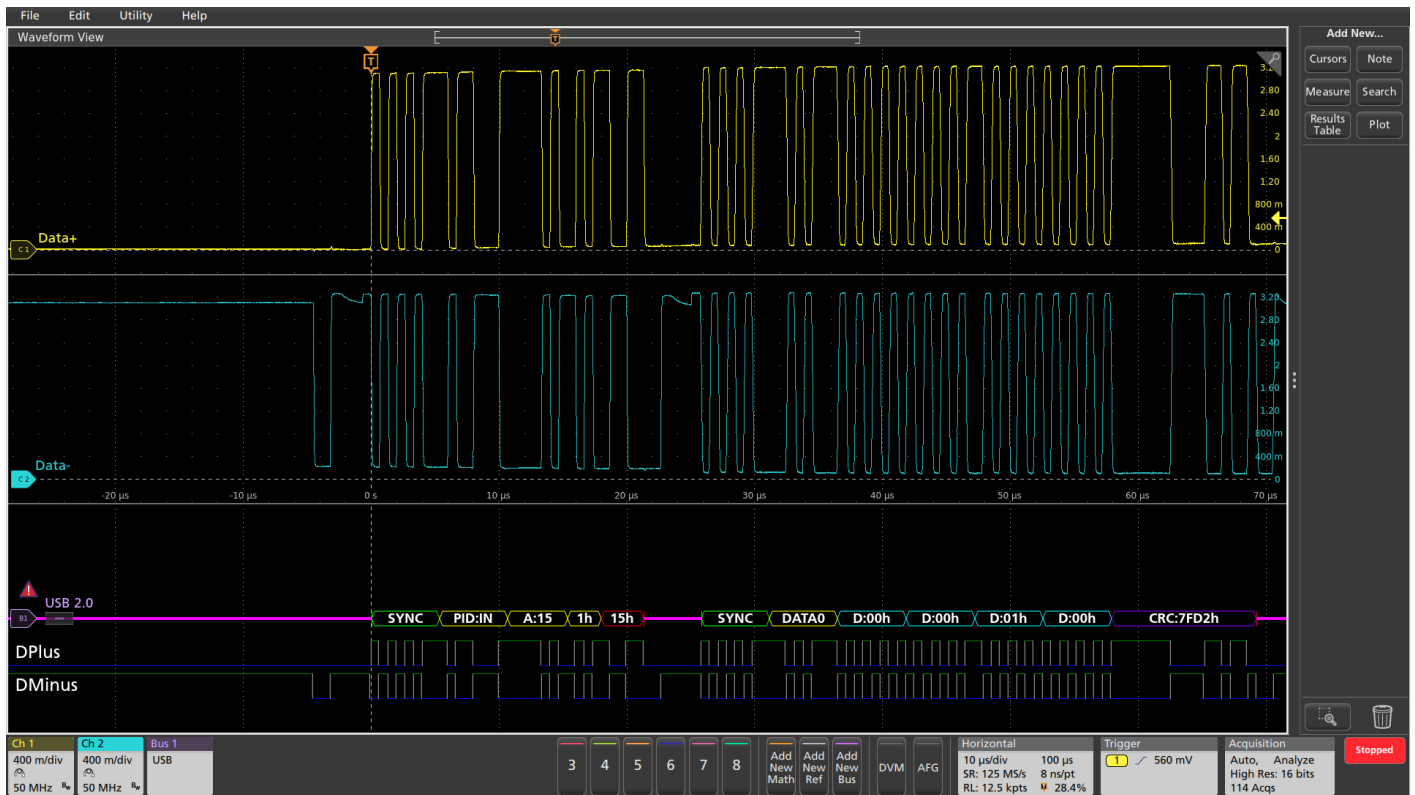 File Edit Utility Help
Waveform View
Add New...
Cursors Note
Measure Search
Results Table Plot
T
T
2.80
2.40
2
1.60
1.20
800 m
400 m
0
C 1 Data+
3.20
2.80
2.40
2
1.60
1.20
800 m
400 m
0
Data-
C 2
-20 µs -10 µs 0 s 10 µs 20 µs 30 µs 40 µs 50 µs 60 µs 70 µs
!
USB 2.0
B1 SYNC PID:IN A:15 1h 15h SYNC DATA0 D:00h D:00h D:01h D:00h CRC:7FD2h
DPlus
DMinus
Ch 1
400 m/div
50 MHz Bw
Ch 2
400 m/div
50 MHz Bw
Bus 1
USB
3 4 5 6 7 8
Add New Math
Add New Ref
Add New Bus
DVM
AFG
Horizontal
10 µs/div 100 µs
SR: 125 MS/s 8 ns/pt
RL: 12.5 kpts 28.4%
Trigger
1 560 mV
Acquisition
Auto, Analyze
High Res: 16 bits
114 Acqs
Stopped